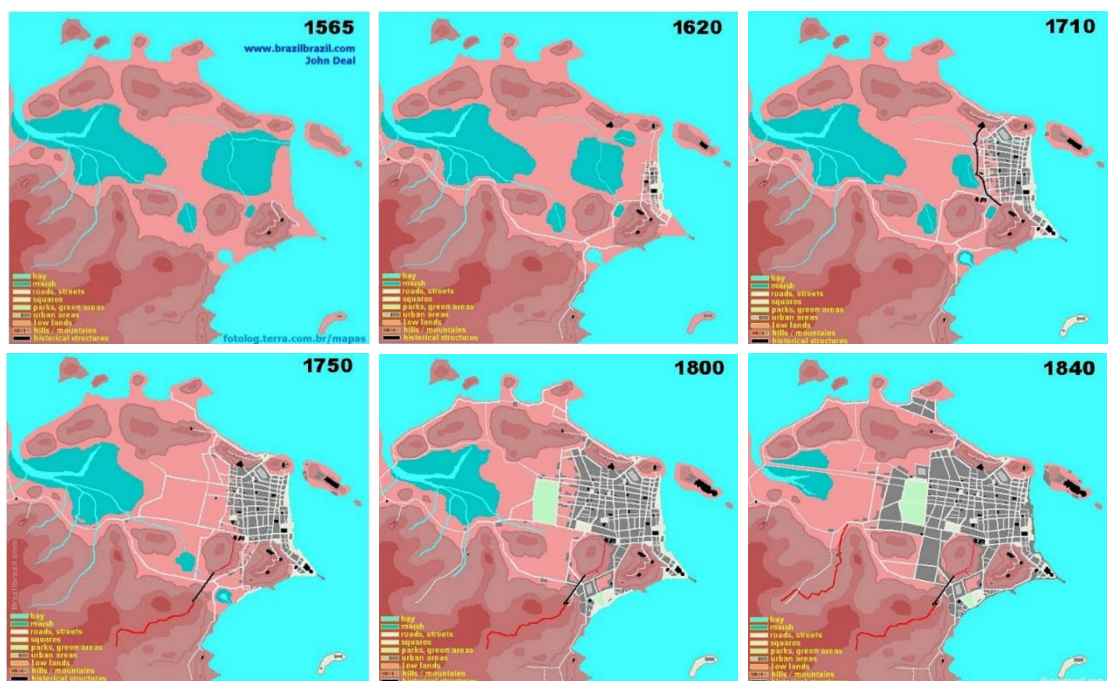 1565
www.brazilbrazil.com
John Deal
bay
marsh
roads, streets
squares
parks, green areas
urban areas
low lands
hills / mountains
historical structures
fotolog.terra.com.br/mapas
1620
bay
marsh
roads, streets
squares
parks, green areas
urban areas
low lands
hills / mountains
historical structures
1710
bay
marsh
roads, streets
squares
parks, green areas
urban areas
low lands
hills / mountains
historical structures
1750
Brazilbrazil.com
bay
marsh
roads, streets
squares
parks, green areas
urban areas
low lands
hills / mountains
historical structures
1800
bay
marsh
roads, streets
squares
parks, green areas
urban areas
low lands
hills / mountains
historical structures
1840
bay
marsh
roads, streets
squares
parks, green areas
urban areas
low lands
hills / mountains
historical structures